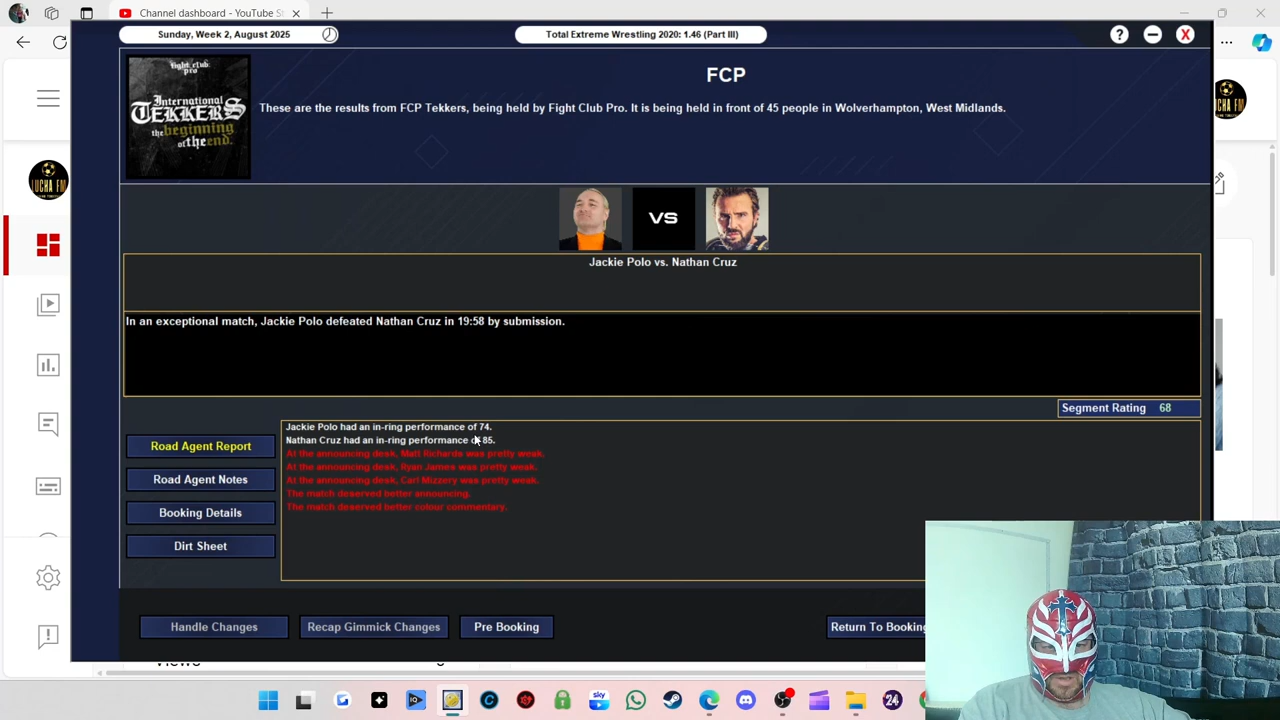 Channel dashboard - YouTube S
Sunday, Week 2, August 2025
Total Extreme Wrestling 2020: 1.46 (Part III)
?
X
fight club:
pro
INTERNATIONAL
TEKKERS
the beginning
of the end.
FCP
These are the results from FCP Tekkers, being held by Fight Club Pro. It is being held in front of 45 people in Wolverhampton, West Midlands.
LUCHA FM
LUCHA FM
VS
Jackie Polo vs. Nathan Cruz
In an exceptional match, Jackie Polo defeated Nathan Cruz in 19:58 by submission.
Segment Rating 68
Road Agent Report
Road Agent Notes
Booking Details
Dirt Sheet
Jackie Polo had an in-ring performance of 74.
Nathan Cruz had an in-ring performance of 85.
At the announcing desk, Matt Richards was pretty weak.
At the announcing desk, Ryan James was pretty weak.
At the announcing desk, Carl Mizzery was pretty weak.
The match deserved better announcing.
The match deserved better colour commentary.
Handle Changes
Recap Gimmick Changes
Pre Booking
Return To Booking
Views
sky
24